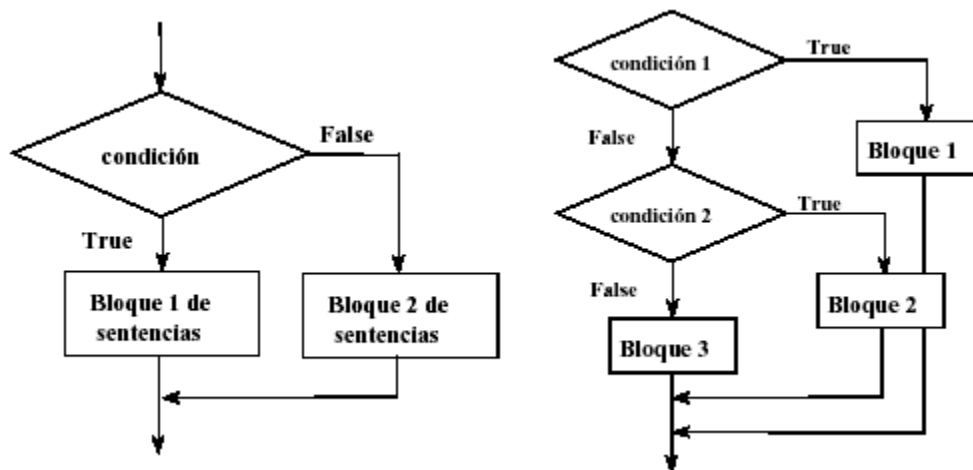 condición
False
True
Bloque 1 de
sentencias
Bloque 2 de
sentencias
condición 1
True
False
Bloque 1
condición 2
True
False
Bloque 2
Bloque 3